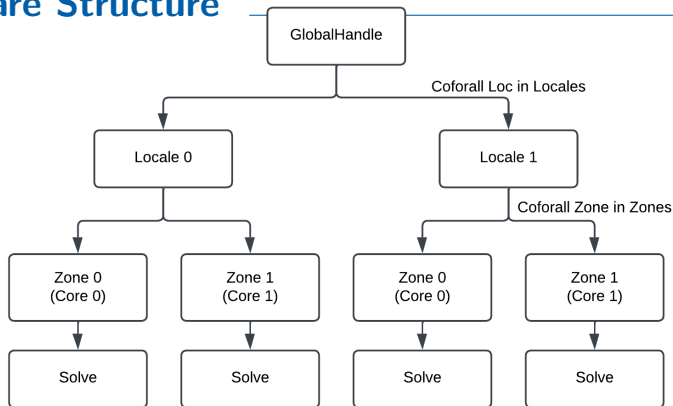 are Structure
GlobalHandle
Coforall Loc in Locales
Locale 0
Locale 1
Coforall Zone in Zones
Zone 0
(Core 0)
Zone 1
(Core 1)
Zone 0
(Core 0)
Zone 1
(Core 1)
Solve
Solve
Solve
Solve